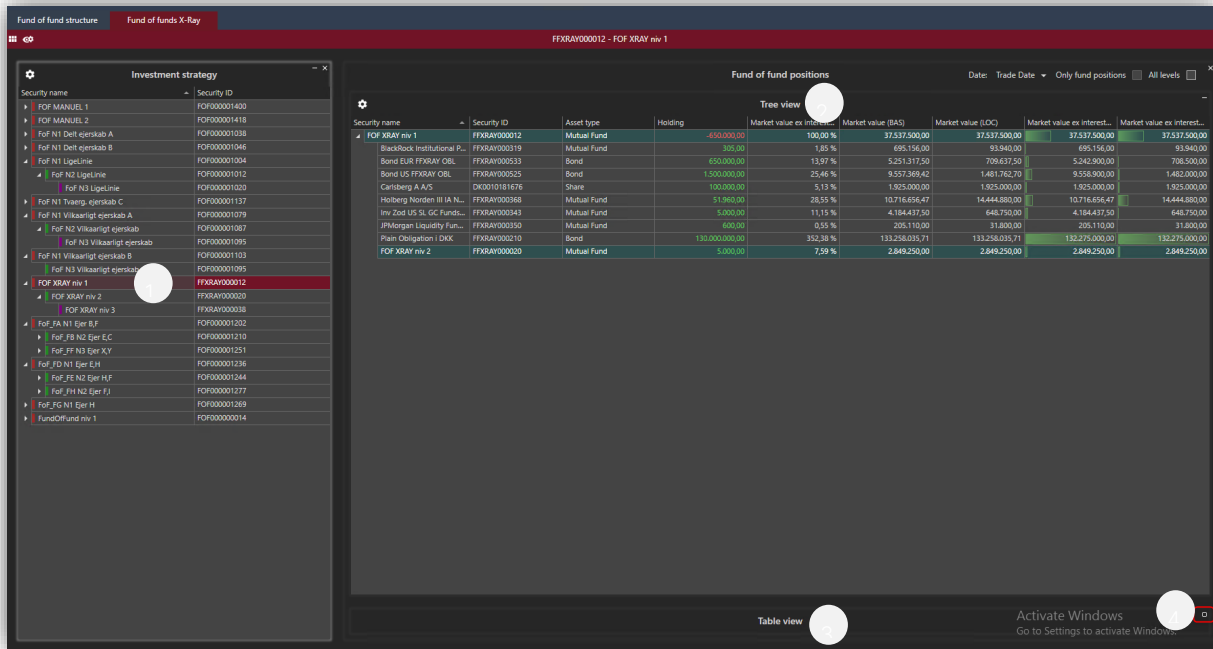 Fund of fund structure Fund of funds X-Ray
FFXRAY000012 - FOF XRAY niv 1
Investment strategy
Security name Security ID
FOF MANUEL 1 FOF000001400
FOF MANUEL 2 FOF000001418
FoF N1 Delt ejerskab A FOF000001038
FoF N1 Delt ejerskab B FOF000001046
FoF N1 LigeLinie FOF000001004
FoF N2 LigeLinie FOF000001012
FoF N3 LigeLinie FOF000001020
FoF N1 Tvaerg. ejerskab C FOF000001137
FoF N1 Vilkaarligt ejerskab A FOF000001079
FoF N2 Vilkaarligt ejerskab FOF000001087
FoF N3 Vilkaarligt ejerskab FOF000001095
FoF N1 Vilkaarligt ejerskab B FOF000001103
FoF N3 Vilkaarligt ejerskab FOF000001095
FOF XRAY niv 1 FFXRAY000012
FOF XRAY niv 2 FFXRAY000020
FOF XRAY niv 3 FFXRAY000038
FoF_FA N1 Ejer B,F FOF000001202
FoF_FB N2 Ejer E,C FOF000001210
FoF_FF N3 Ejer X,Y FOF000001251
FoF_FD N1 Ejer E,H FOF000001236
FoF_FE N2 Ejer H,F FOF000001244
FoF_FH N2 Ejer F,I FOF000001277
FoF_FG N1 Ejer H FOF000001269
FundOfFund niv 1 FOF000000014
1
Fund of fund positions Date: Trade Date Only fund positions All levels
Tree view 2
Security name Security ID Asset type Holding Market value ex interest... Market value (BAS) Market value (LOC) Market value ex interest... Market value ex interest...
FOF XRAY niv 1 FFXRAY000012 Mutual Fund -650.000,00 100,00 % 37.537.500,00 37.537.500,00 37.537.500,00 37.537.500,00
BlackRock Institutional P... FFXRAY000319 Mutual Fund 305,00 1,85 % 695.156,00 93.940,00 695.156,00 93.940,00
Bond EUR FFXRAY OBL FFXRAY000533 Bond 650.000,00 13,97 % 5.251.317,50 709.637,50 5.242.900,00 708.500,00
Bond US FFXRAY OBL FFXRAY000525 Bond 1.500.000,00 25,46 % 9.557.369,42 1.481.762,70 9.558.900,00 1.482.000,00
Carlsberg A A/S DK0010181676 Share 100.000,00 5,13 % 1.925.000,00 1.925.000,00 1.925.000,00 1.925.000,00
Holberg Norden III IA N... FFXRAY000368 Mutual Fund 51.960,00 28,55 % 10.716.656,47 14.444.880,00 10.716.656,47 14.444.880,00
Inv Zod US SL GC Funds... FFXRAY000343 Mutual Fund 5.000,00 11,15 % 4.184.437,50 648.750,00 4.184.437,50 648.750,00
JPMorgan Liquidity Fun... FFXRAY000350 Mutual Fund 600,00 0,55 % 205.110,00 31.800,00 205.110,00 31.800,00
Plain Obligation I DKK FFXRAY000210 Bond 130.000.000,00 352,38 % 133.258.035,71 133.258.035,71 132.275.000,00 132.275.000,00
FOF XRAY niv 2 FFXRAY000020 Mutual Fund 5.000,00 7,59 % 2.849.250,00 2.849.250,00 2.849.250,00 2.849.250,00
Table view 3
4
Activate Windows
Go to Settings to activate Windows.